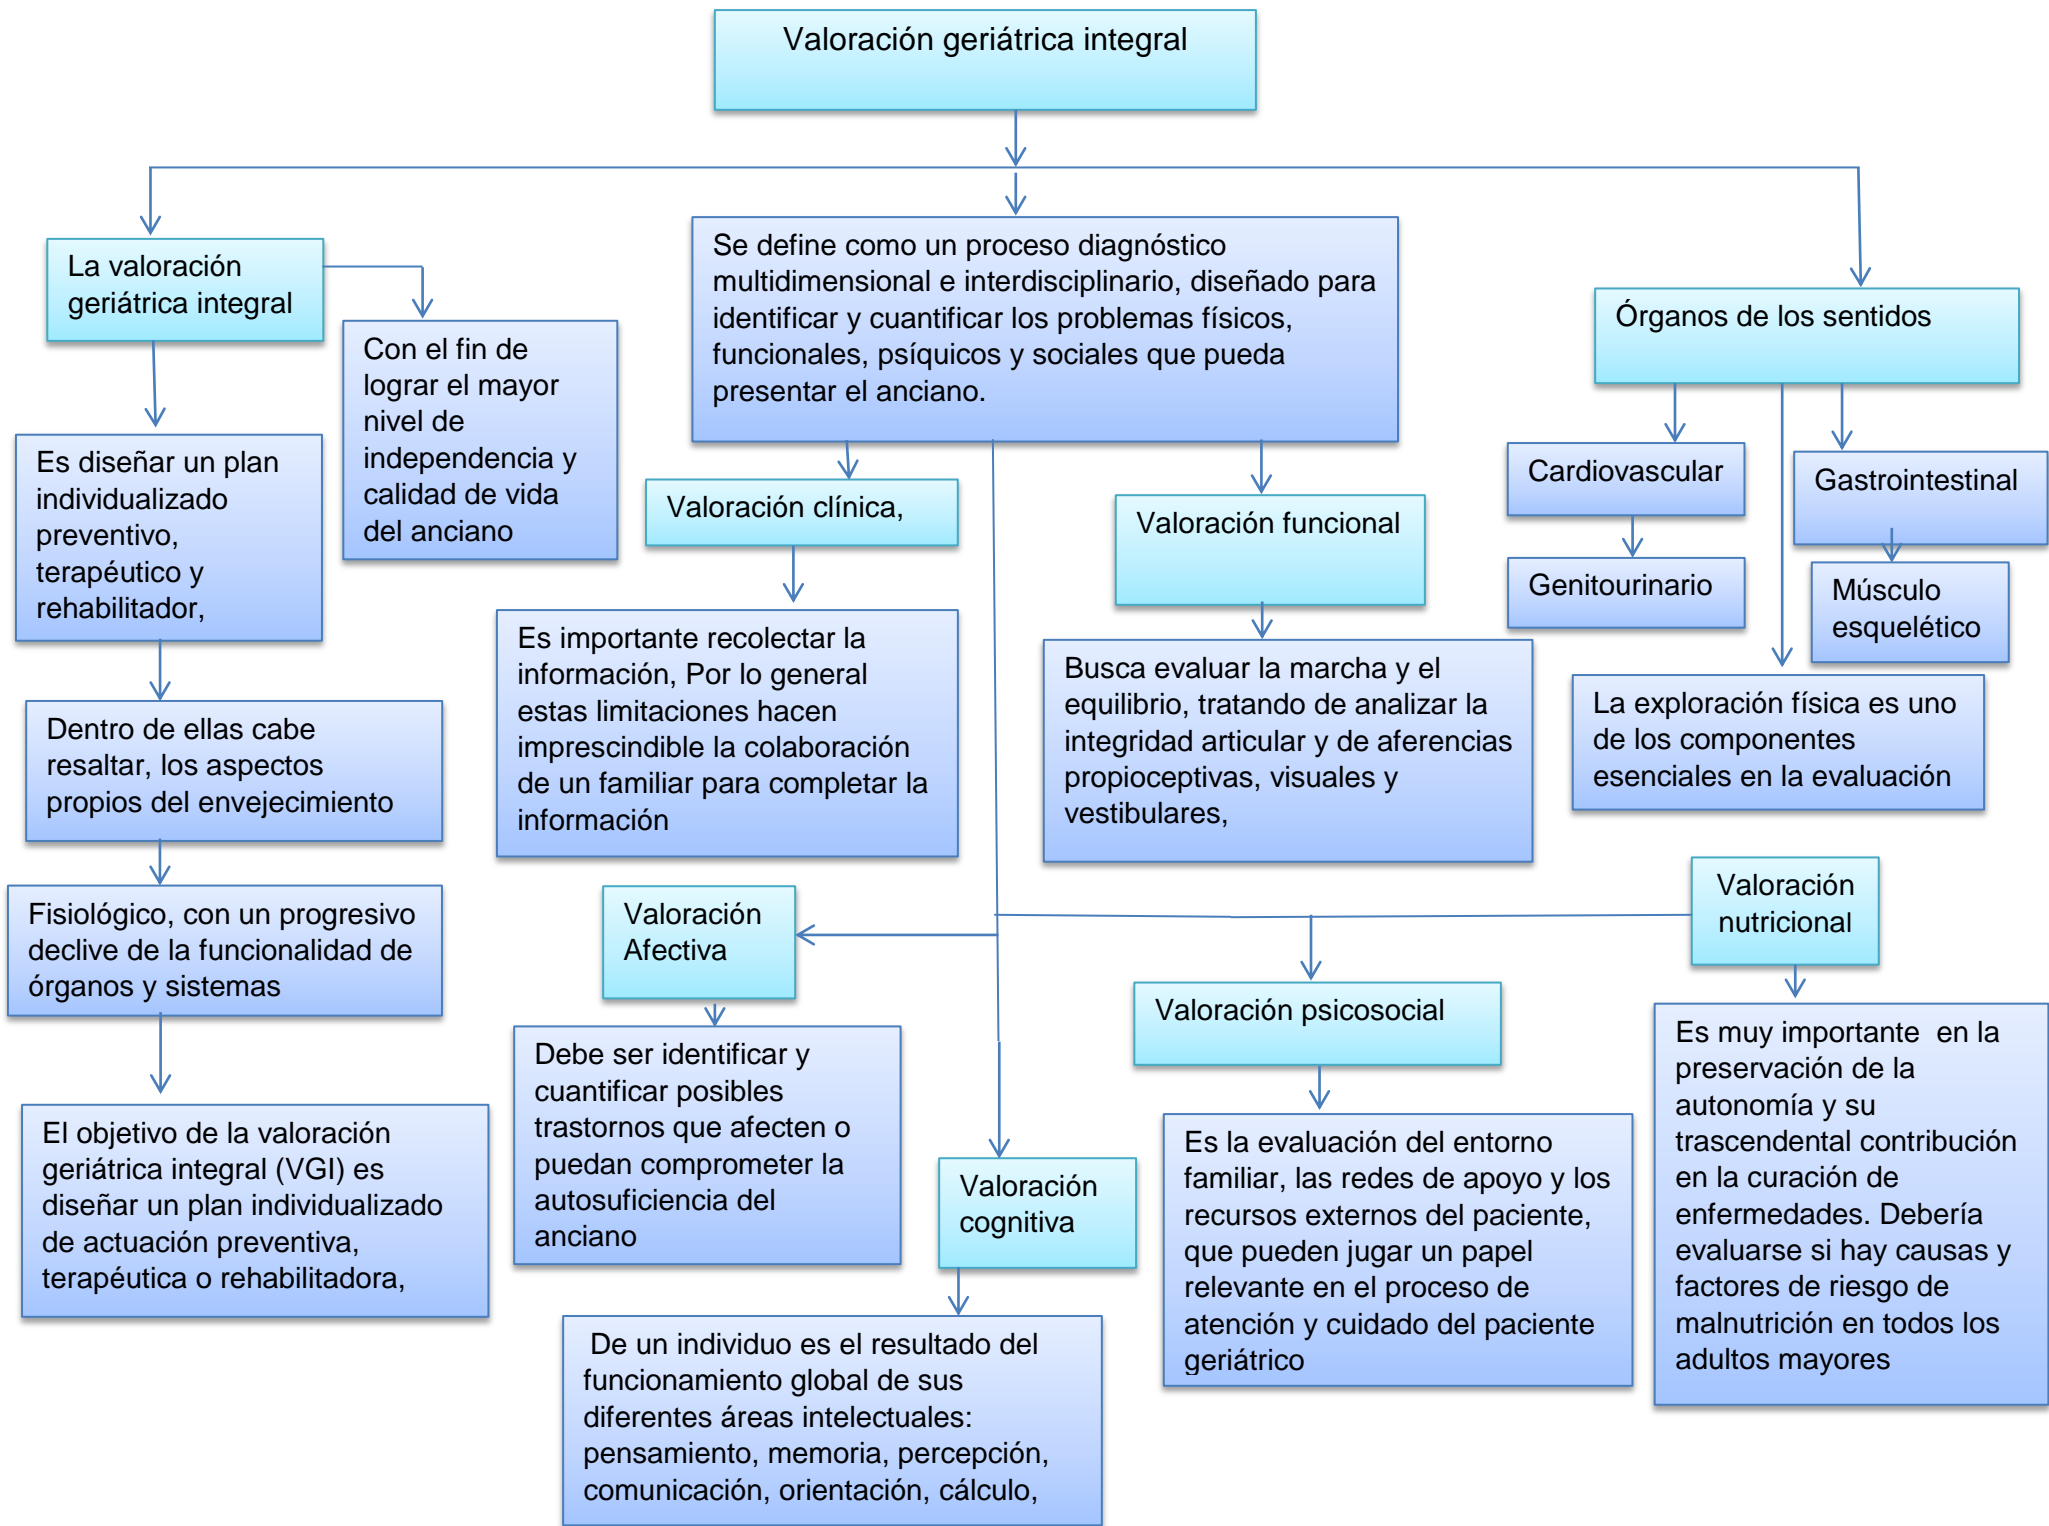 Valoración geriátrica integral
La valoración
geriátrica integral
Con el fin de
lograr el mayor
nivel de
independencia y
calidad de vida
del anciano
Es diseñar un plan
individualizado
preventivo,
terapéutico y
rehabilitador,
Dentro de ellas cabe
resaltar, los aspectos
propios del envejecimiento
Fisiológico, con un progresivo
declive de la funcionalidad de
órganos y sistemas
El objetivo de la valoración
geriátrica integral (VGI) es
diseñar un plan individualizado
de actuación preventiva,
terapéutica o rehabilitadora,
Se define como un proceso diagnóstico
multidimensional e interdisciplinario, diseñado para
identificar y cuantificar los problemas físicos,
funcionales, psíquicos y sociales que pueda
presentar el anciano.
Valoración clínica,
Es importante recolectar la
información, Por lo general
estas limitaciones hacen
imprescindible la colaboración
de un familiar para completar la
información
Valoración funcional
Busca evaluar la marcha y el
equilibrio, tratando de analizar la
integridad articular y de aferencias
propioceptivas, visuales y
vestibulares,
Órganos de los sentidos
Cardiovascular
Genitourinario
Gastrointestinal
Músculo
esquelético
La exploración física es uno
de los componentes
esenciales en la evaluación
Valoración
Afectiva
Debe ser identificar y
cuantificar posibles
trastornos que afecten o
puedan comprometer la
autosuficiencia del
anciano
Valoración
cognitiva
De un individuo es el resultado del
funcionamiento global de sus
diferentes áreas intelectuales:
pensamiento, memoria, percepción,
comunicación, orientación, cálculo,
Valoración psicosocial
Es la evaluación del entorno
familiar, las redes de apoyo y los
recursos externos del paciente,
que pueden jugar un papel
relevante en el proceso de
atención y cuidado del paciente
geriátrico
Valoración
nutricional
Es muy importante  en la
preservación de la
autonomía y su
trascendental contribución
en la curación de
enfermedades. Debería
evaluarse si hay causas y
factores de riesgo de
malnutrición en todos los
adultos mayores